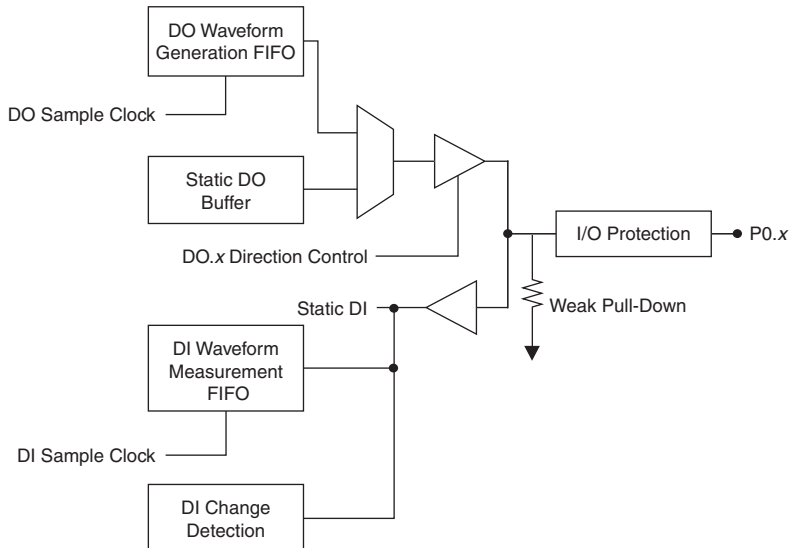 DO Waveform
Generation FIFO
DO Sample Clock
Static DO
Buffer
DO.x Direction Control
I/O Protection
P0.x
Weak Pull-Down
Static DI
DI Waveform
Measurement
FIFO
DI Sample Clock
DI Change
Detection